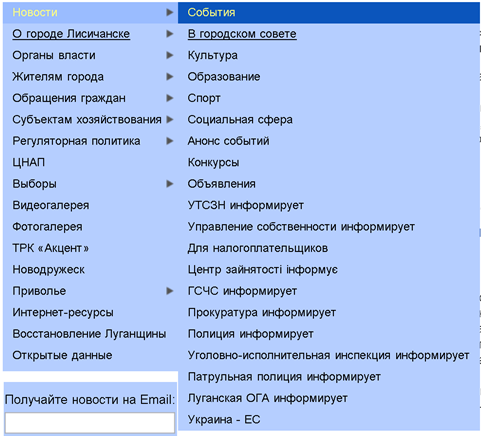 Новости
О городе Лисичанске
Органы власти
Жителям города
Обращения граждан
Субъектам хозяйствования
Регуляторная политика
ЦНАП
Выборы
Видеогалерея
Фотогалерея
ТРК «Акцент»
Новодружеск
Приволье
Интернет-ресурсы
Восстановление Луганщины
Открытые данные
Получайте новости на Email:
События
В городском совете
Культура
Образование
Спорт
Социальная сфера
Анонс событий
Конкурсы
Объявления
УТСЗН информирует
Управление собственности информирует
Для налогоплательщиков
Центр зайнятості інформує
ГСЧС информирует
Прокуратура информирует
Полиция информирует
Уголовно-исполнительная инспекция информирует
Патрульная полиция информирует
Луганская ОГА информирует
Украина - ЕС